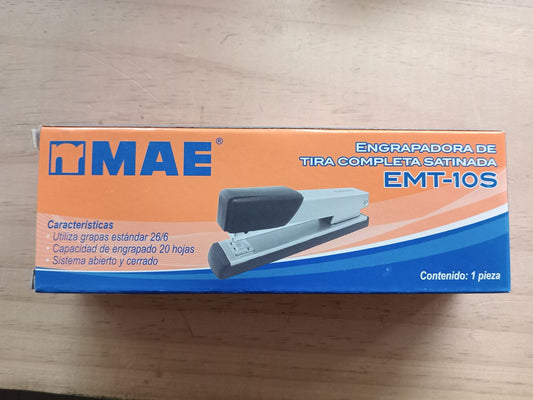 MAE®
ENGRAPADORA DE
TIRA COMPLETA SATINADA
EMT-10S
Características
· Utiliza grapas estándar 26/6
· Capacidad de engrapado 20 hojas
· Sistema abierto y cerrado
Contenido: 1 pieza